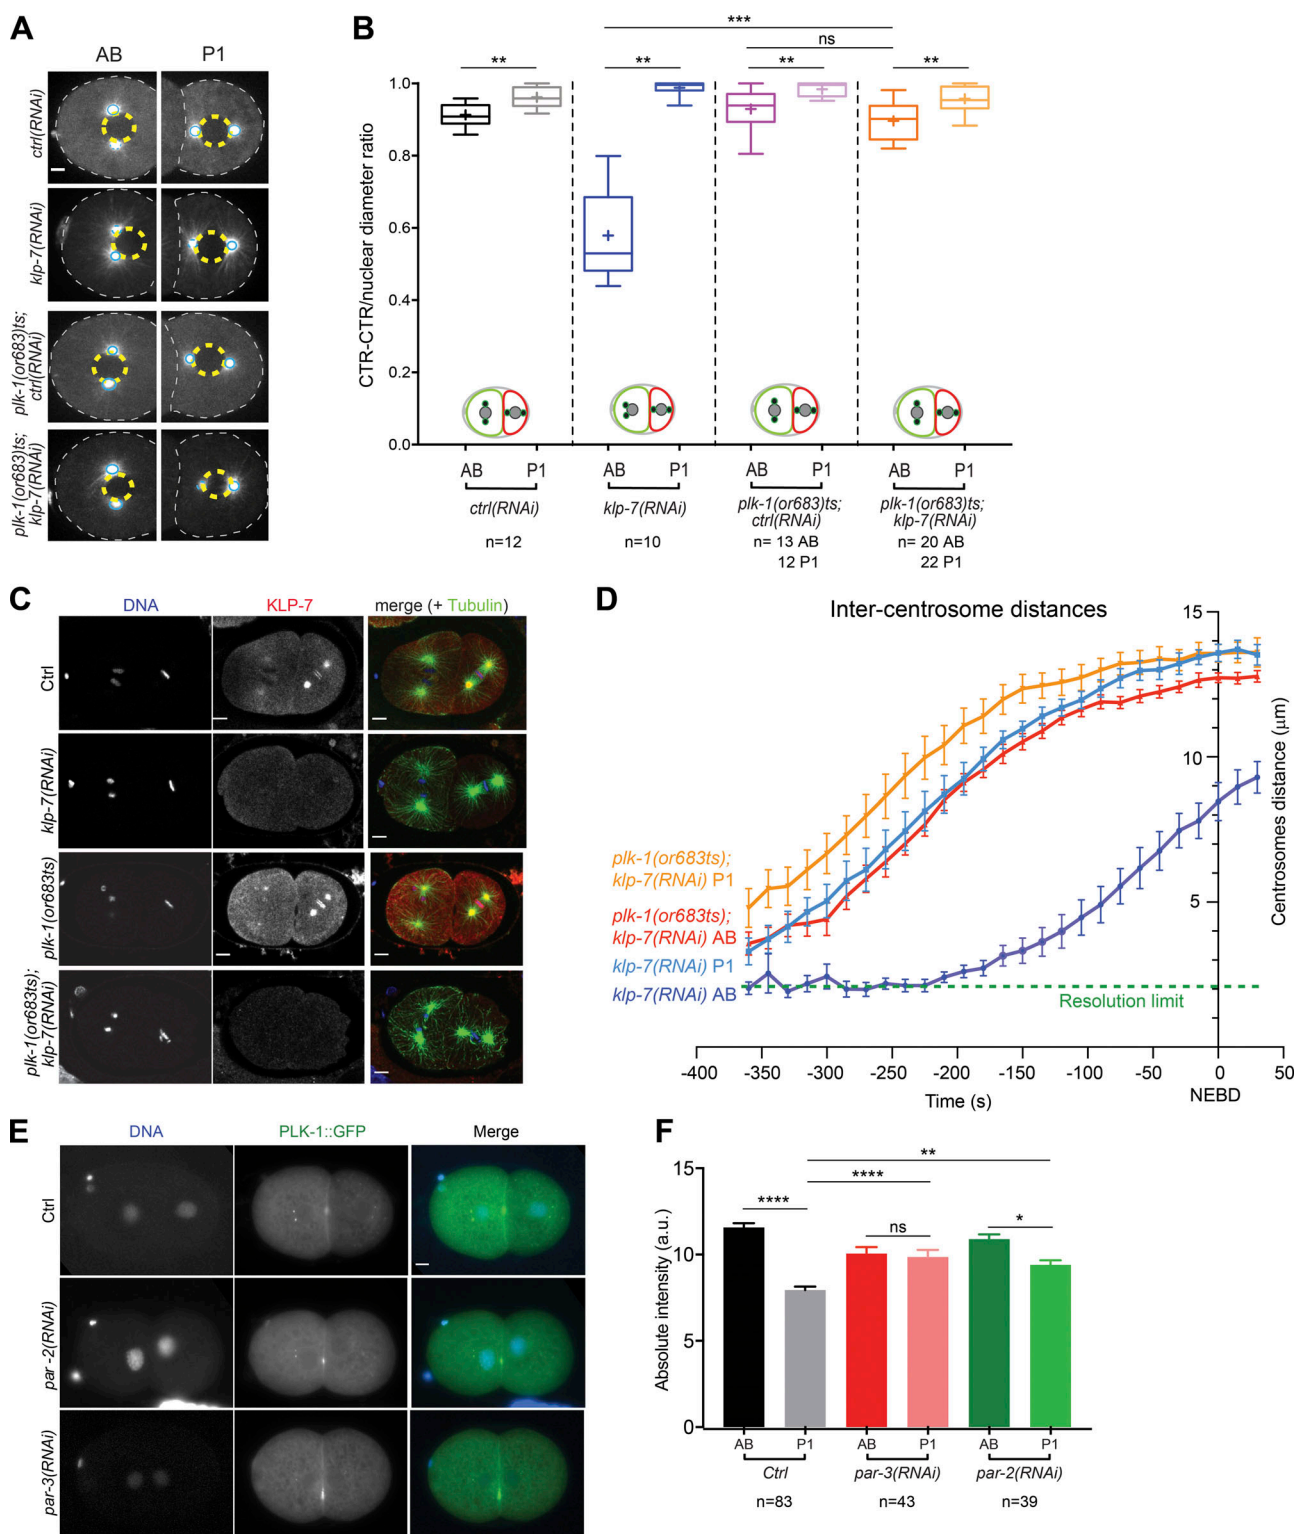 A
AB P1
ctrl(RNAi)
klp-7(RNAi)
plk-1(or683)ts;
ctrl(RNAi)
plk-1(or683)ts;
klp-7(RNAi)
B
***
ns
** ** ** **
CTR-CTR/nuclear diameter ratio
1.0
0.8
0.6
0.4
0.2
0.0
AB P1 AB P1 AB P1 AB P1
ctrl(RNAi) klp-7(RNAi) plk-1(or683)ts; plk-1(or683)ts;
ctrl(RNAi) klp-7(RNAi)
n=12 n=10 n= 13 AB n= 20 AB
12 P1 22 P1
C
DNA KLP-7 merge (+ Tubulin)
Ctrl
klp-7(RNAi)
plk-1(or683ts)
plk-1(or683ts);
klp-7(RNAi)
D
Inter-centrosome distances
15
10
5
Centrosomes distance (μm)
plk-1(or683ts);
klp-7(RNAi) P1
plk-1(or683ts);
klp-7(RNAi) AB
klp-7(RNAi) P1
klp-7(RNAi) AB
Resolution limit
-400 -350 -300 -250 -200 -150 -100 -50 0 50
NEBD
Time (s)
E
DNA PLK-1::GFP Merge
Ctrl
par-2(RNAi)
par-3(RNAi)
F
**
****
**** ns *
Absolute intensity (a.u.)
15
10
5
0
AB P1 AB P1 AB P1
Ctrl par-3(RNAi) par-2(RNAi)
n=83 n=43 n=39